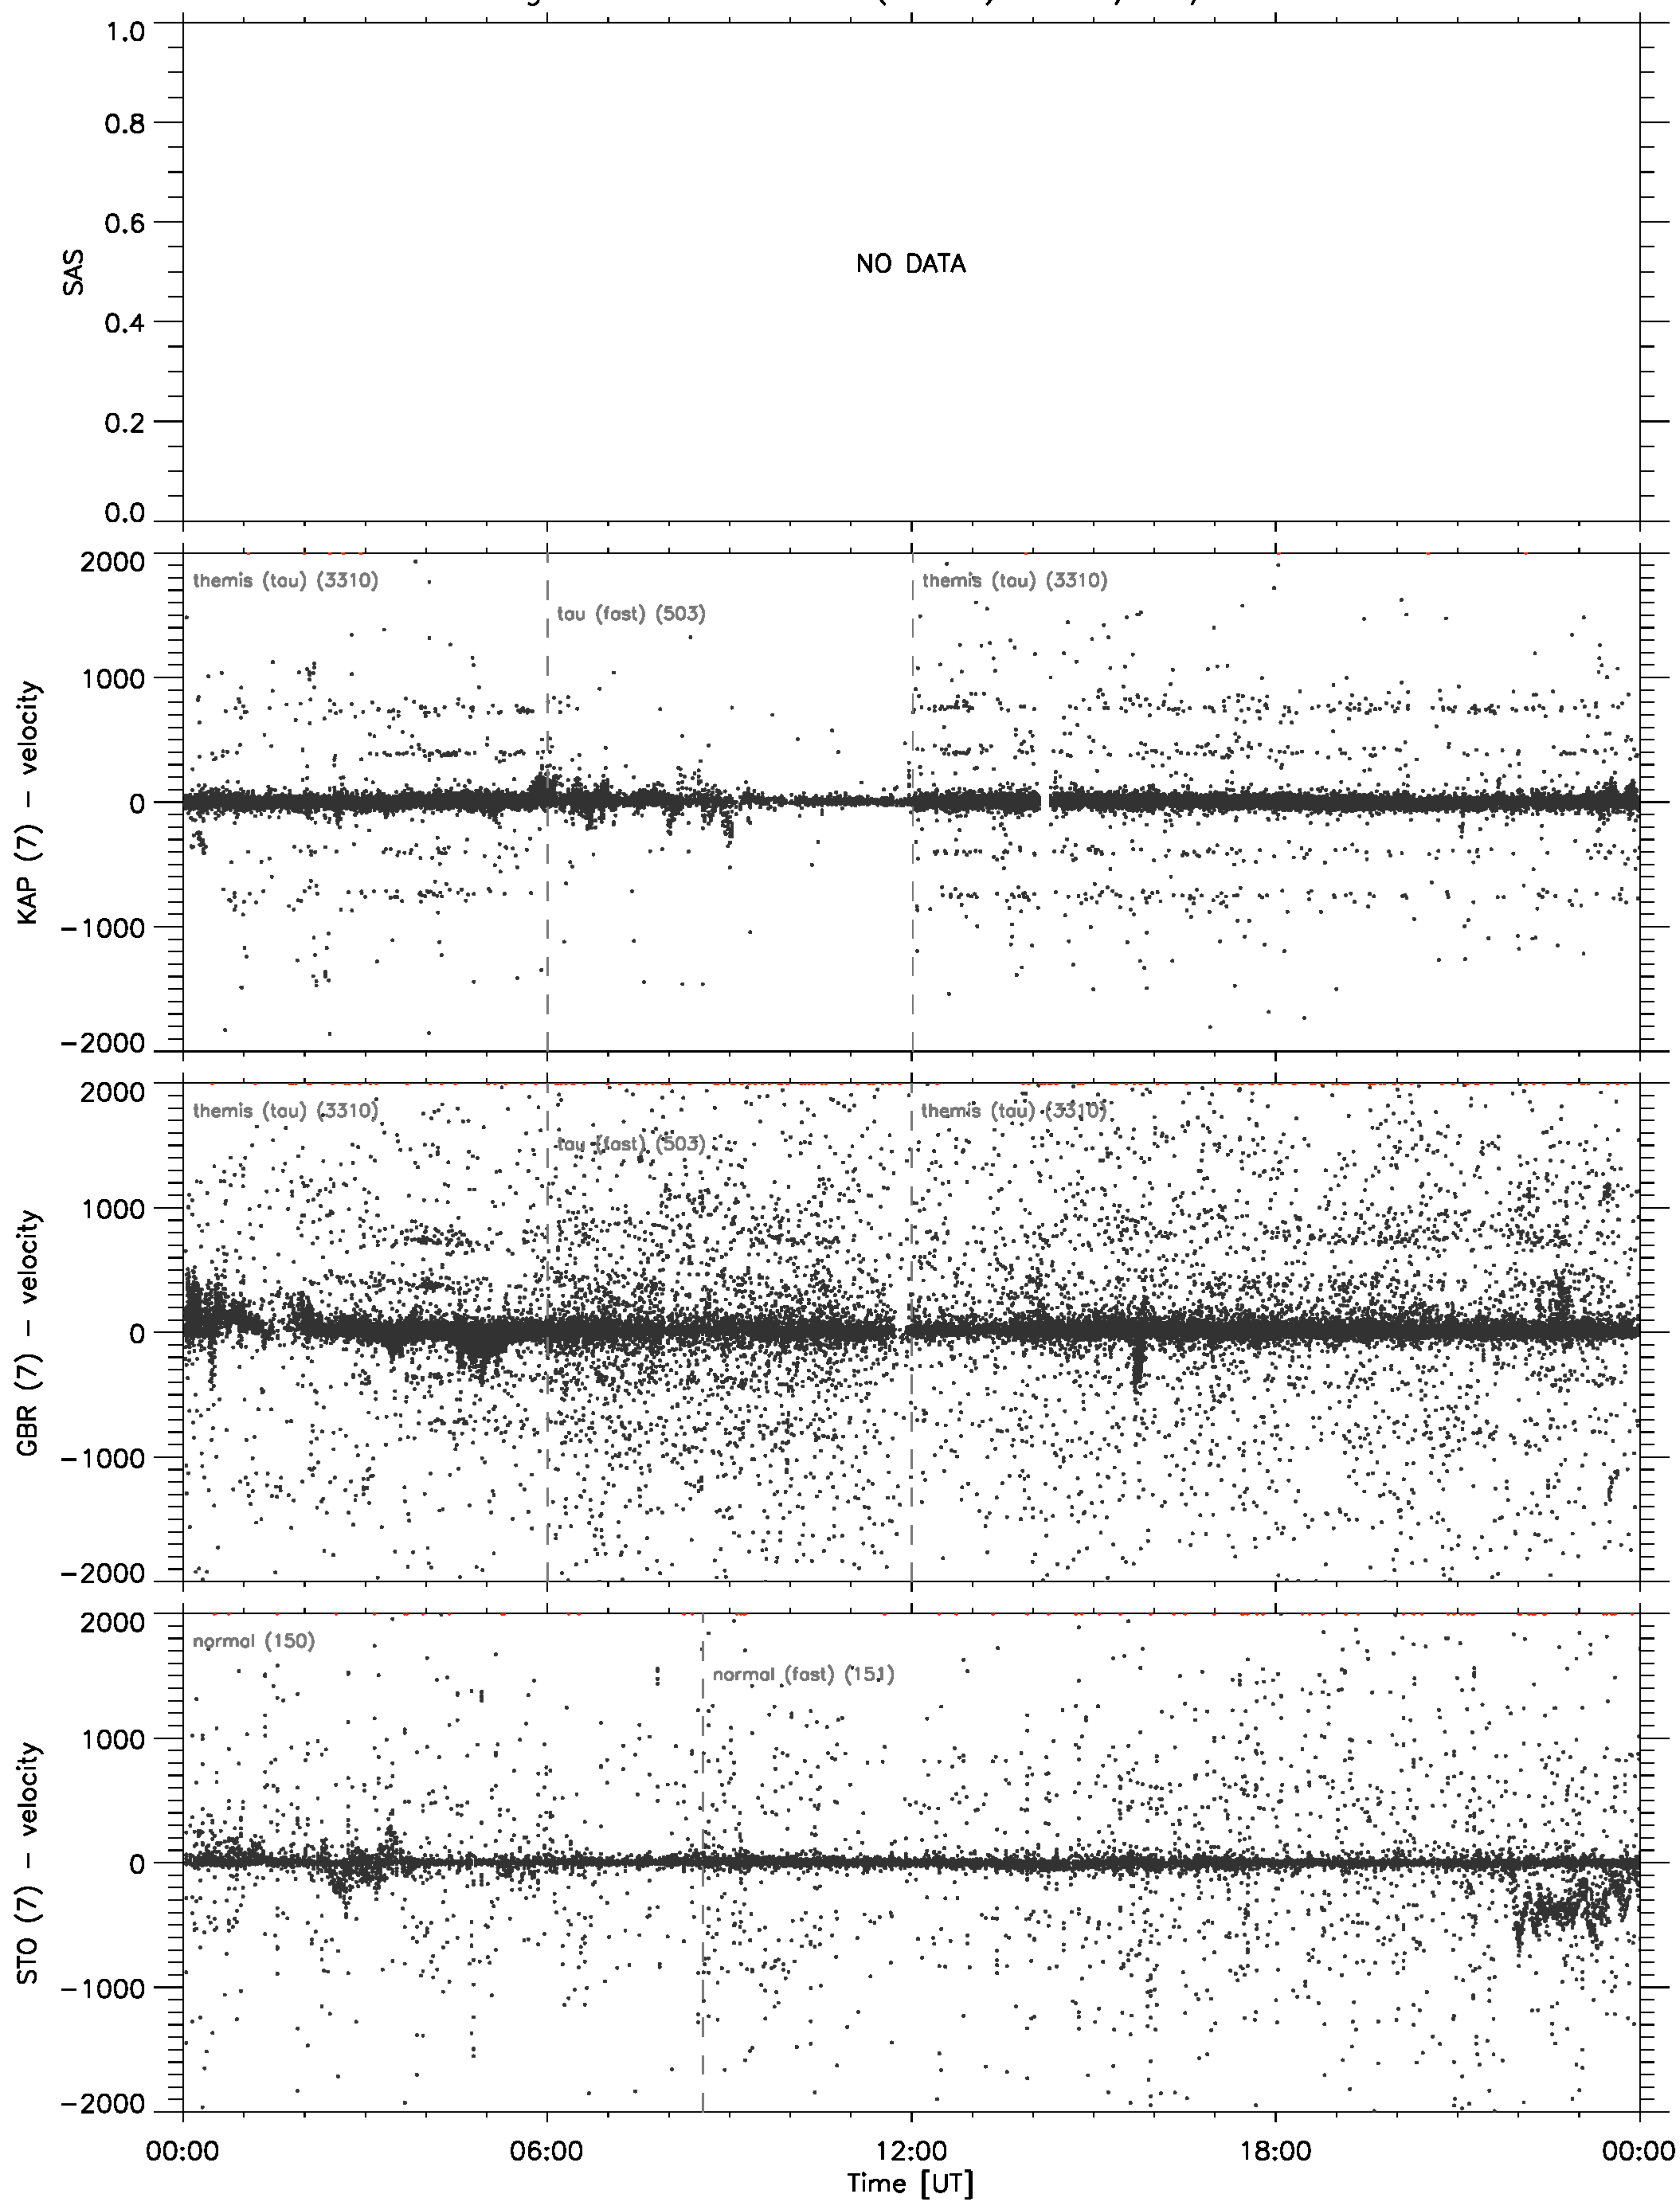 1.0
0.8
0.6
0.4
0.2
0.0
SAS
NO DATA
2000
1000
0
−1000
−2000
KAP (7) − velocity
themis (tau) (3310)
tau (fast) (503)
themis (tau) (3310)
2000
1000
0
−1000
−2000
GBR (7) − velocity
themis (tau) (3310)
tau (fast) (503)
themis (tau) (3310)
2000
1000
0
−1000
−2000
STO (7) − velocity
normal (150)
normal (fast) (151)
00:00 06:00 12:00 18:00 00:00
Time [UT]